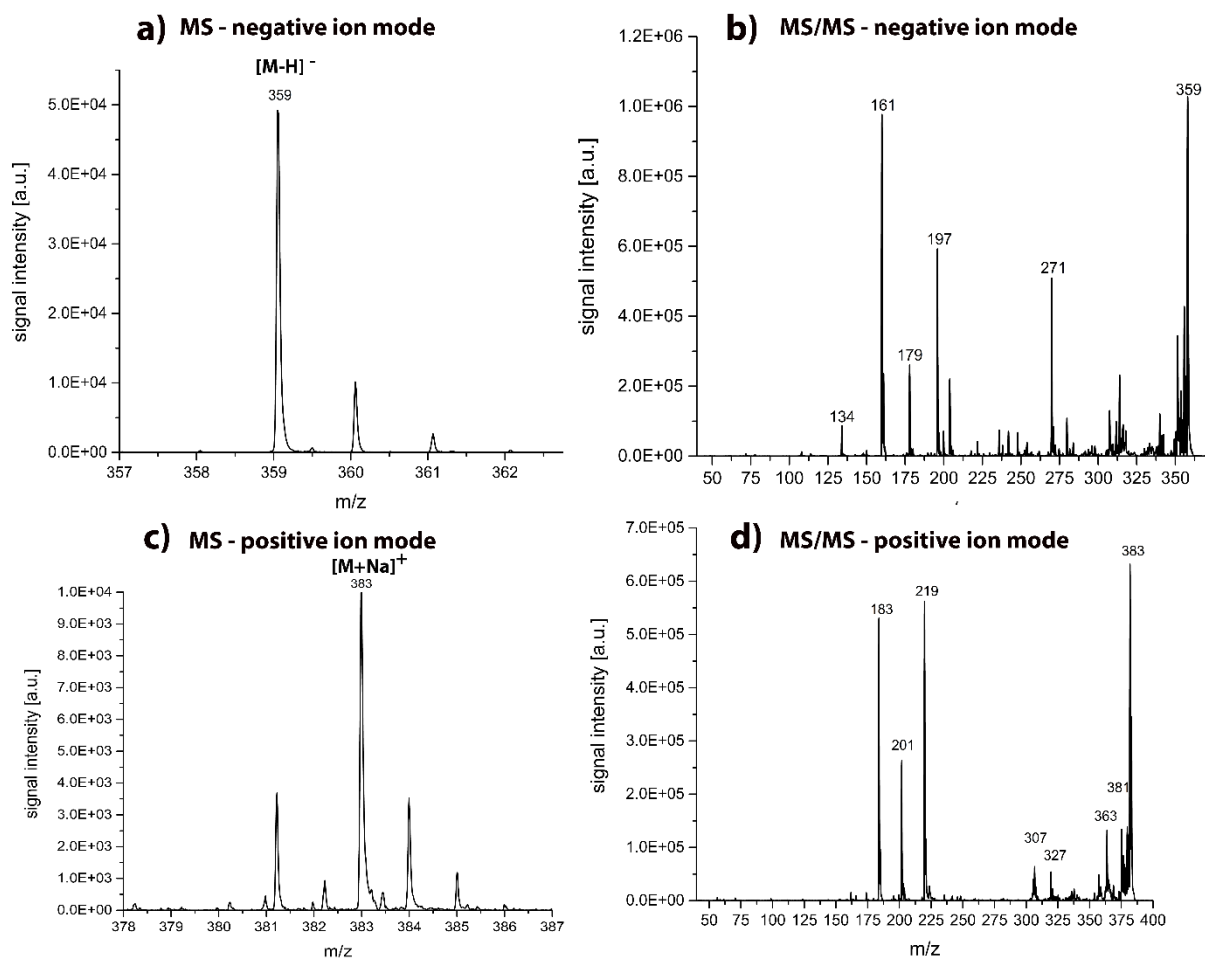 a) MS - negative ion mode
[M-H] -
359
5.0E+04
4.0E+04
3.0E+04
2.0E+04
1.0E+04
0.0E+00
signal intensity [a.u.]
357 358 359 360 361 362
m/z
b) MS/MS - negative ion mode
1.2E+06
1.0E+06
8.0E+05
6.0E+05
4.0E+05
2.0E+05
0.0E+00
signal intensity [a.u.]
134
161
179
197
271
359
50 75 100 125 150 175 200 225 250 275 300 325 350
c) MS - positive ion mode
[M+Na]+
383
1.0E+04
9.0E+03
8.0E+03
7.0E+03
6.0E+03
5.0E+03
4.0E+03
3.0E+03
2.0E+03
1.0E+03
0.0E+00
signal intensity [a.u.]
378 379 380 381 382 383 384 385 386 387
m/z
d) MS/MS - positive ion mode
7.0E+05
6.0E+05
5.0E+05
4.0E+05
3.0E+05
2.0E+05
1.0E+05
0.0E+00
signal intensity [a.u.]
183
201
219
307
327
363
381
383
50 75 100 125 150 175 200 225 250 275 300 325 350 375 400
m/z